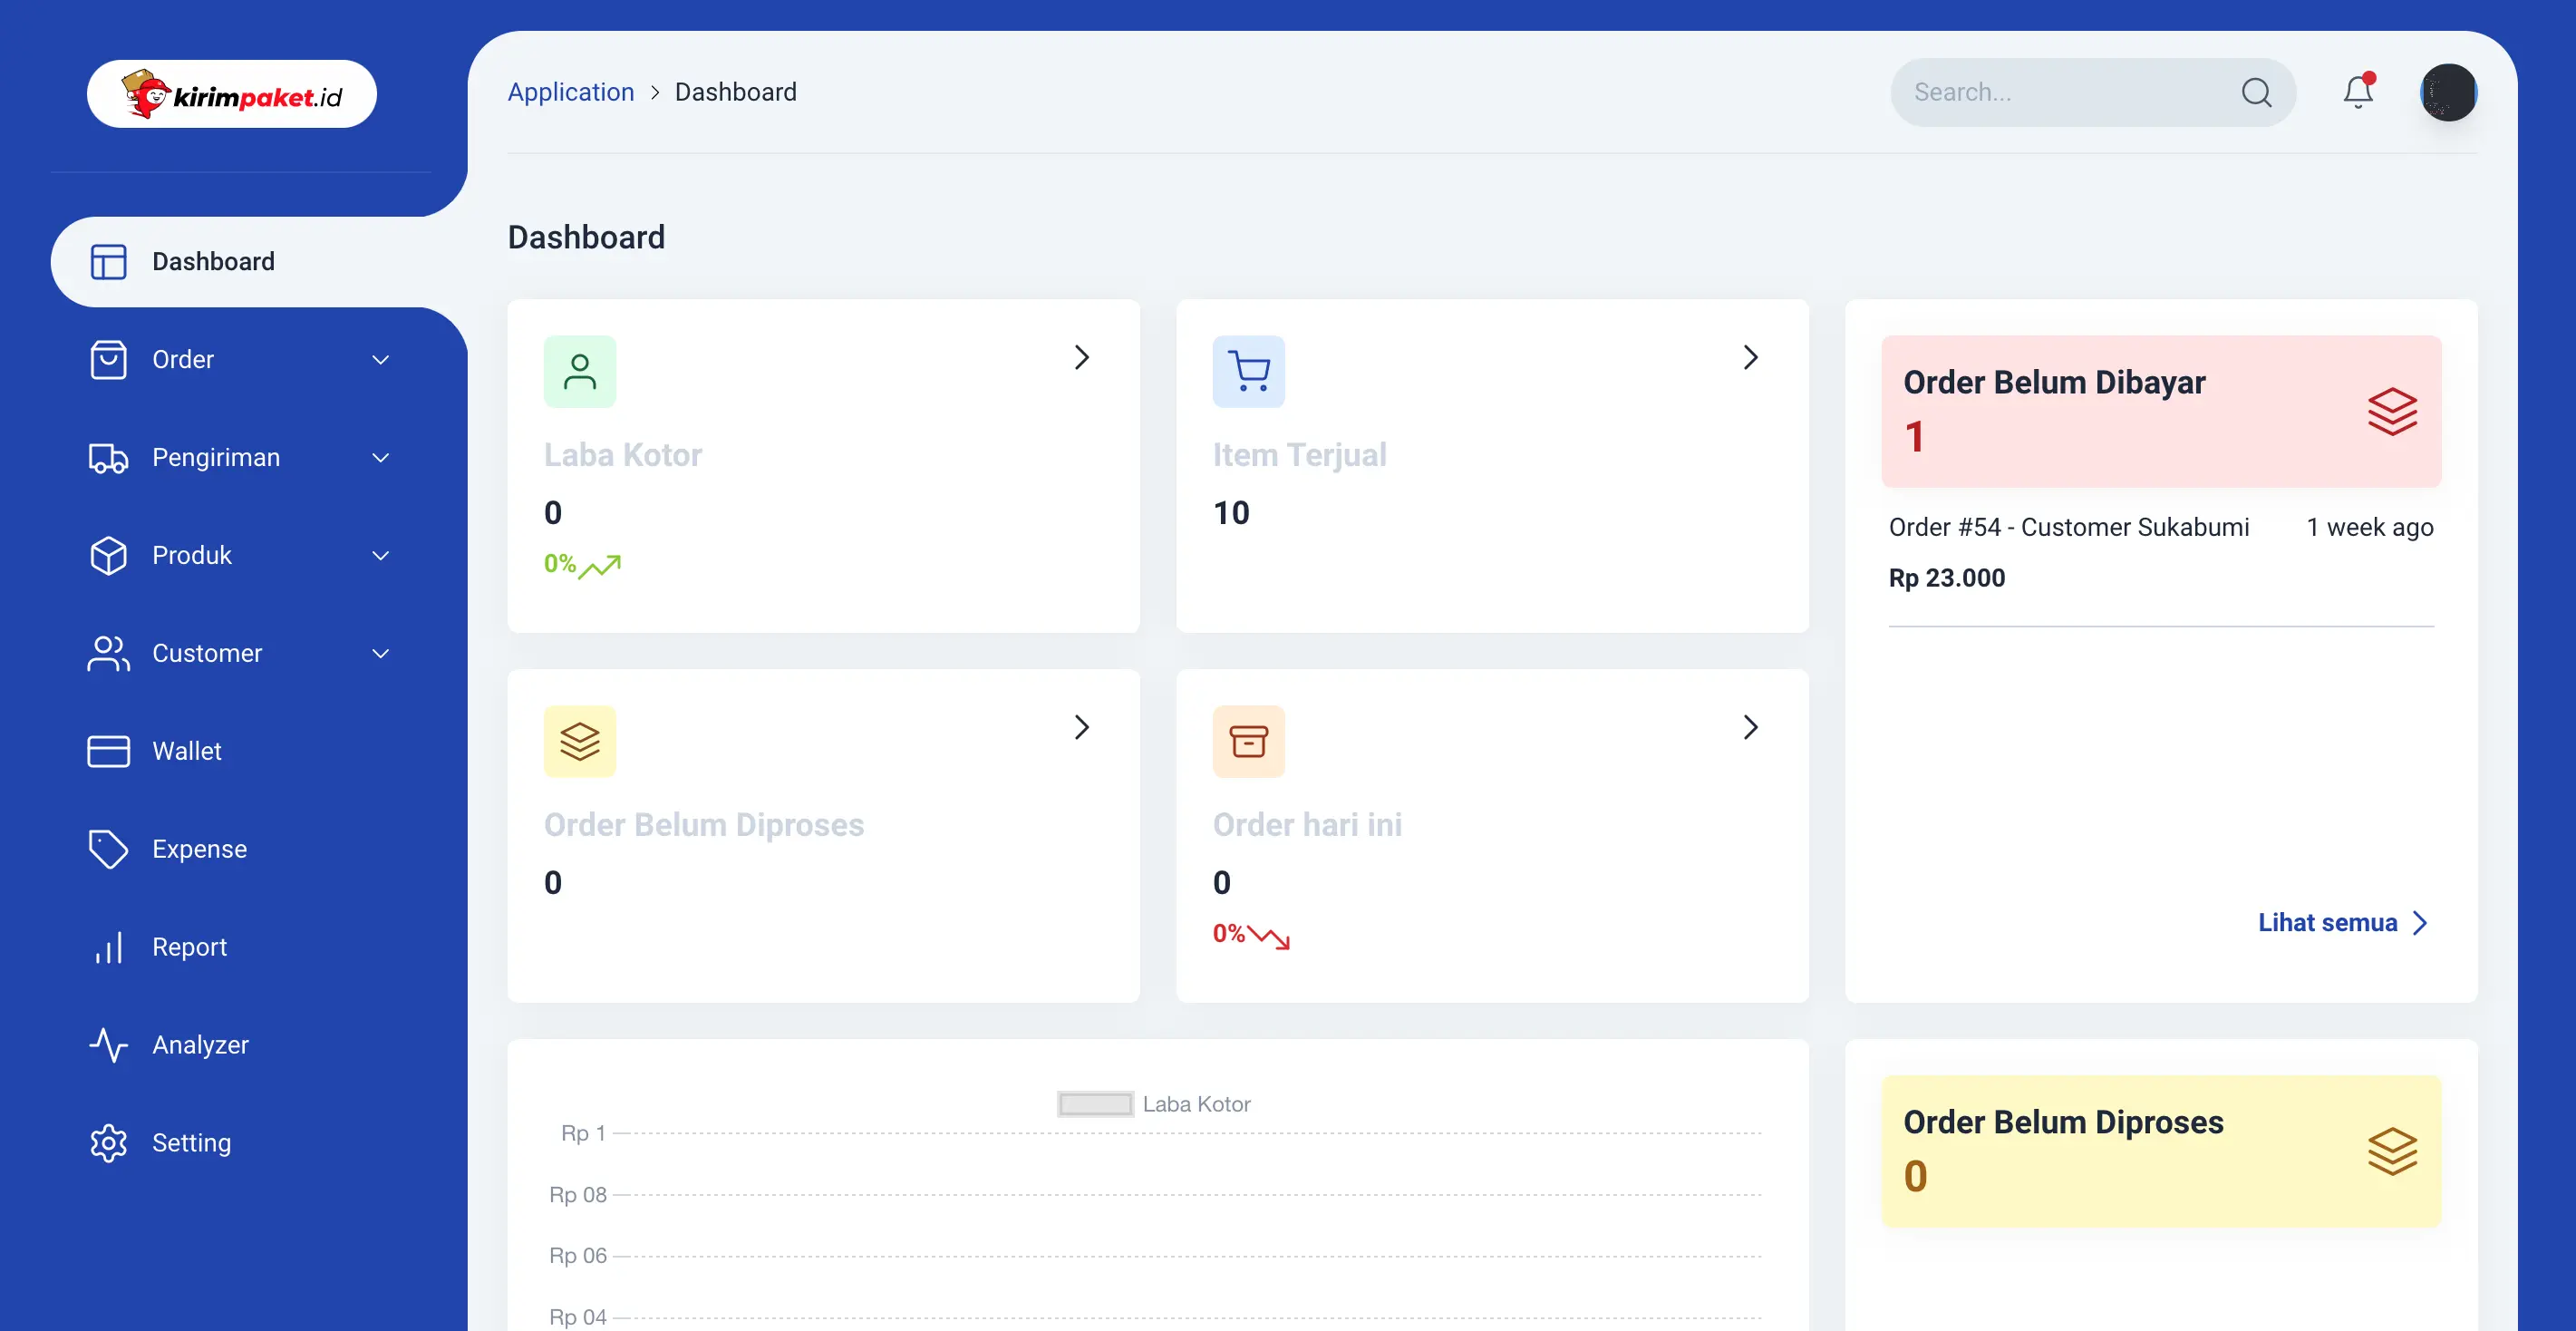 kirimpaket.id
Application > Dashboard
Search...
Dashboard
Order
Pengiriman
Produk
Customer
Wallet
Expense
Report
Analyzer
Setting
Dashboard
Laba Kotor
0
0%
Item Terjual
10
Order Belum Diproses
0
Order hari ini
0
0%
Order Belum Dibayar
1
Order #54 - Customer Sukabumi 1 week ago
Rp 23.000
Lihat semua
Laba Kotor
Rp 1
Rp 08
Rp 06
Rp 04
Order Belum Diproses
0